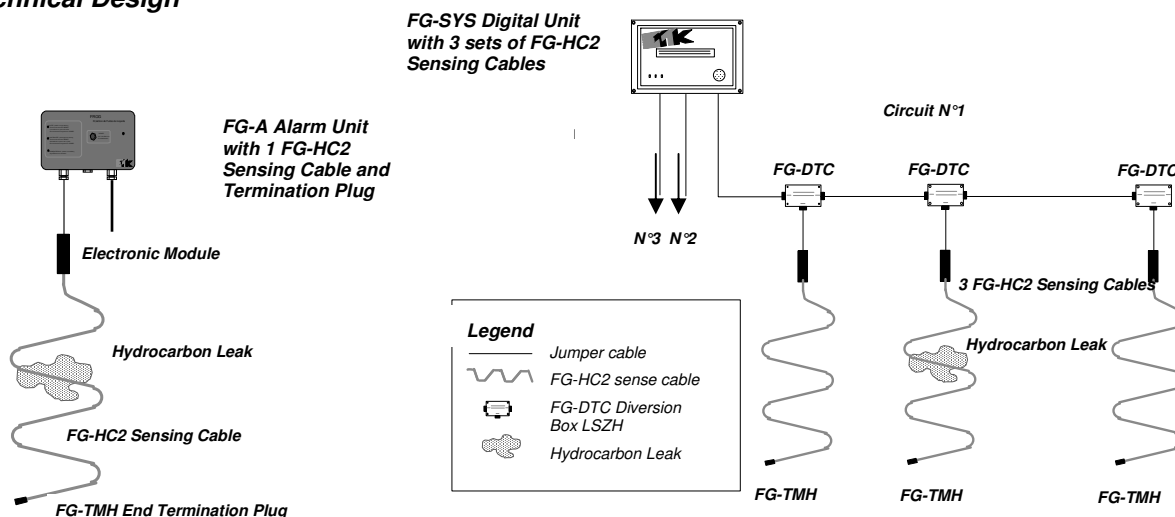 chnical Design
FG-SYS Digital Unit
with 3 sets of FG-HC2
Sensing Cables
TTK
Circuit N°1
FG-A Alarm Unit
with 1 FG-HC2
Sensing Cable and
Termination Plug
TTK
FG-DTC
FG-DTC
FG-DTC
N°3 N°2
Electronic Module
3 FG-HC2 Sensing Cables
Legend
Jumper cable
FG-HC2 sense cable
FG-DTC Diversion
Box LSZH
Hydrocarbon Leak
Hydrocarbon Leak
Hydrocarbon Leak
FG-HC2 Sensing Cable
FG-TMH
FG-TMH
FG-TMH
FG-TMH End Termination Plug